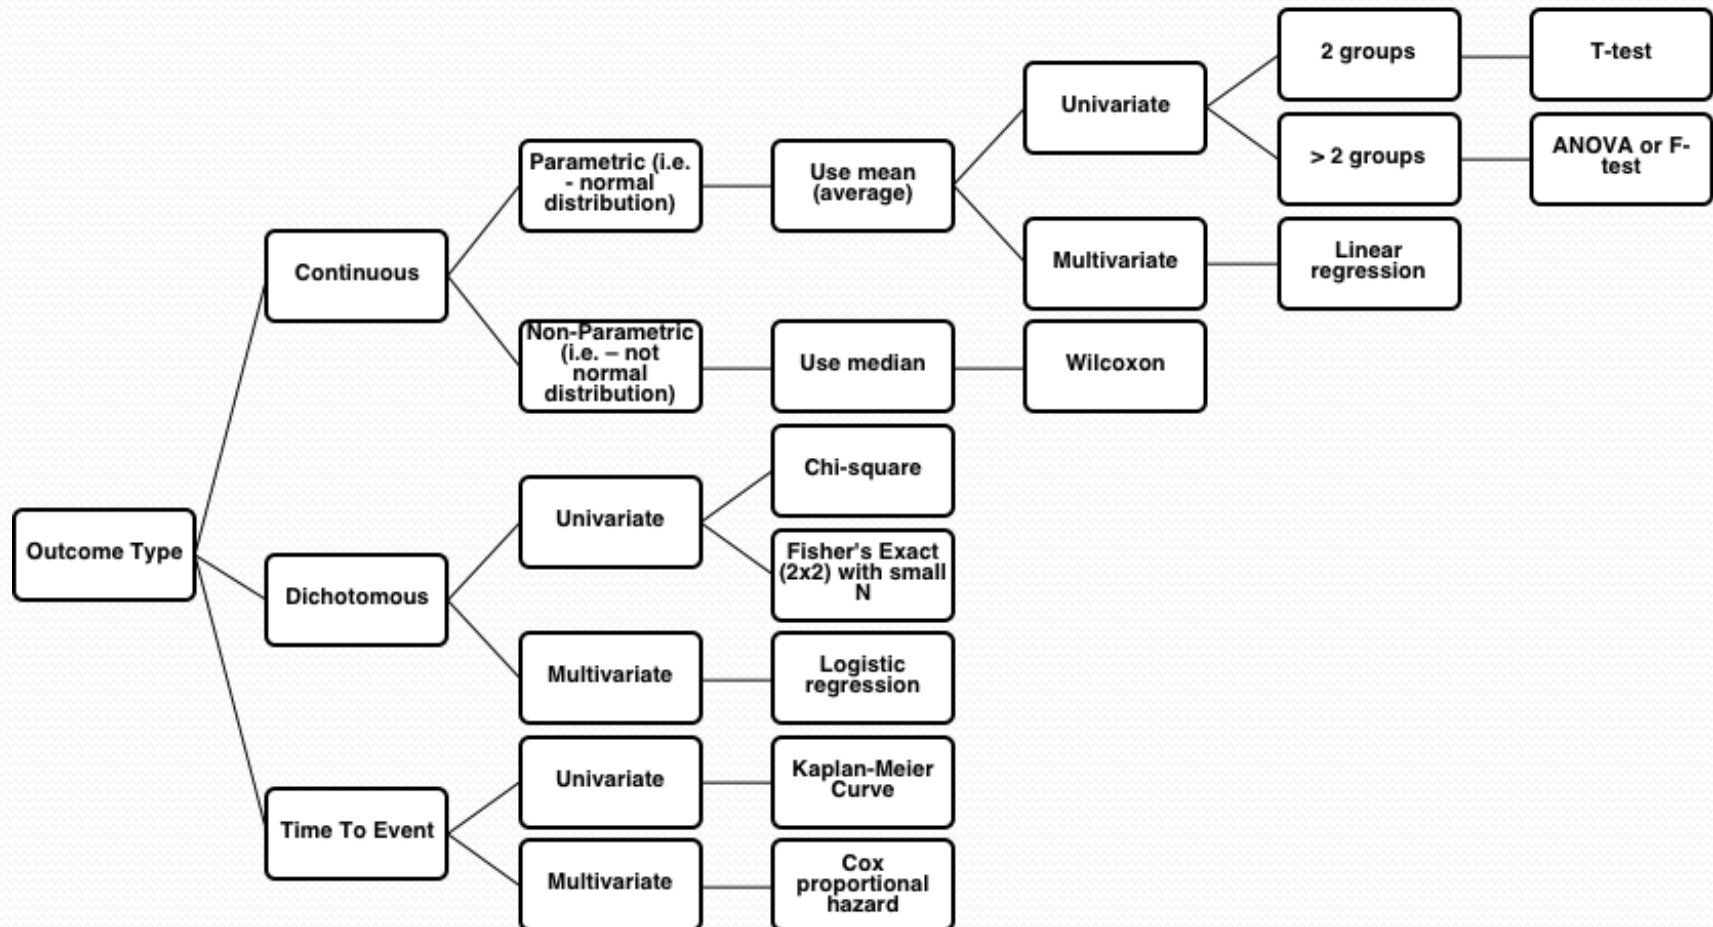 2 groups
T-test
Univariate
> 2 groups
ANOVA or F-
test
Parametric (i.e.
- normal
distribution)
Use mean
(average)
Multivariate
Linear
regression
Continuous
Non-Parametric
(i.e. – not
normal
distribution)
Use median
Wilcoxon
Chi-square
Univariate
Fisher's Exact
(2x2) with small
N
Outcome Type
Dichotomous
Multivariate
Logistic
regression
Univariate
Kaplan-Meier
Curve
Time To Event
Multivariate
Cox
proportional
hazard